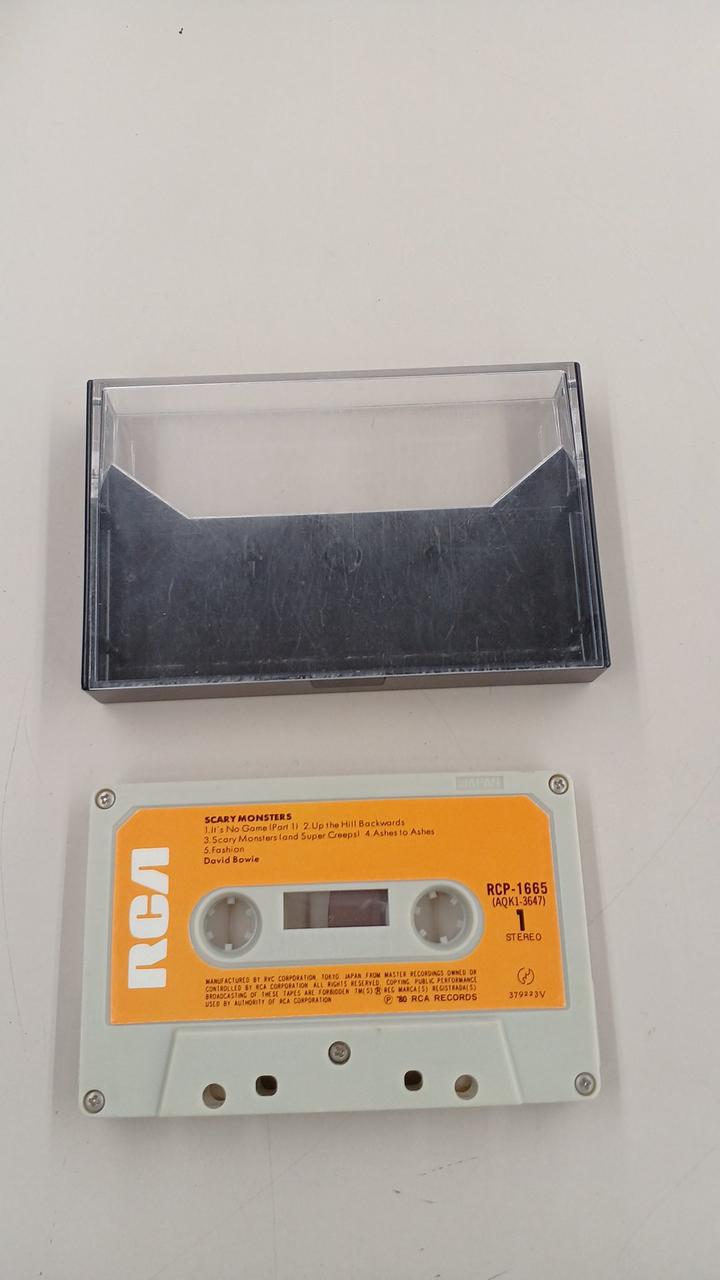 JAPAN
SCARY MONSTERS
1.It's No Game (Part 1) 2.Up the Hill Backwards
3.Scary Monsters (and Super Creeps) 4.Ashes to Ashes
5.Fashion
David Bowie
RCA
RCP-1665
(AQK1-3647)
1
STEREO
MANUFACTURED BY RVC CORPORATION, TOKYO, JAPAN FROM MASTER RECORDINGS OWNED OR
CONTROLLED BY RCA CORPORATION. ALL RIGHTS RESERVED. COPYING PUBLIC PERFORMANCE
BROADCASTING OF THESE TAPES ARE FORBIDDEN TM(S) ® REG MARCA(S) REGISTRADA(S)
USED BY AUTHORITY OF RCA CORPORATION
℗ '80 RCA RECORDS
379223V